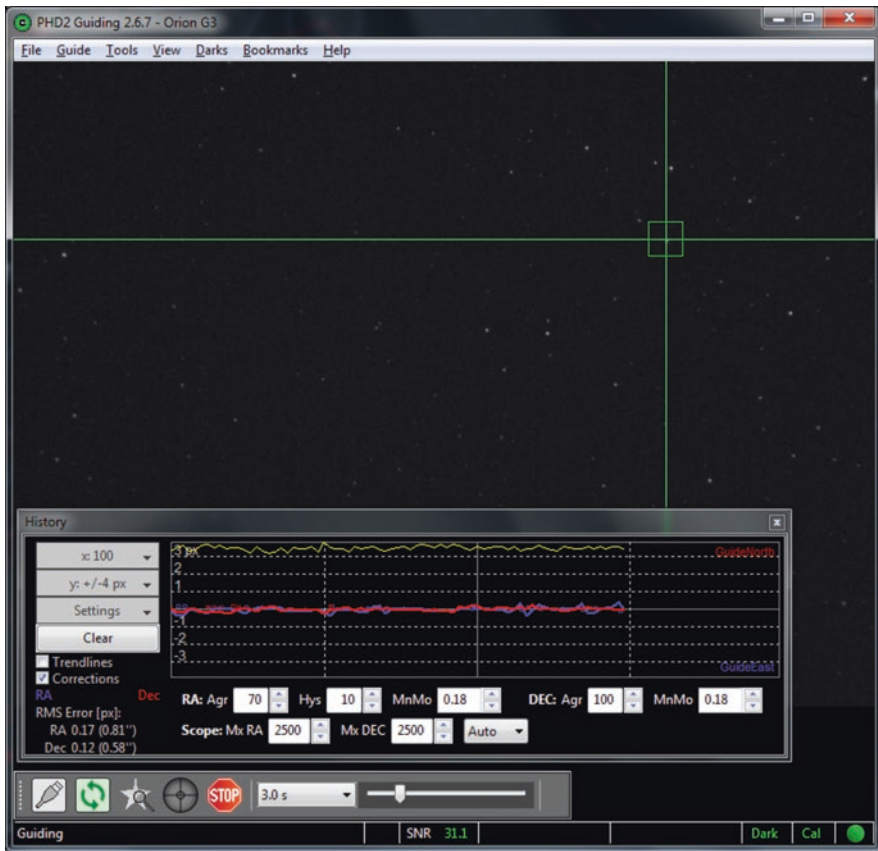 PHD2 Guiding 2.6.7 - Orion G3
File Guide Tools View Darks Bookmarks Help
History
x: 100
y: +/-4 px
Settings
Clear
Trendlines
Corrections
RA Dec
RMS Error [px]:
RA 0.17 (0.81'')
Dec 0.12 (0.58'')
3 px
2
1
-1
-2
-3
GuideNorth
GuideEast
RA: Agr 70 Hys 10 MnMo 0.18 DEC: Agr 100 MnMo 0.18
Scope: Mx RA 2500 Mx DEC 2500 Auto
STOP 3.0 s
Guiding SNR 31.1 Dark Cal